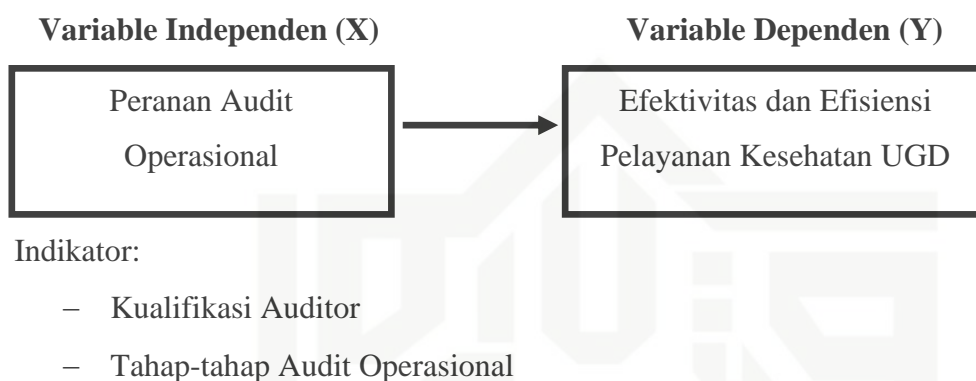 Variable Independen (X)
Variable Dependen (Y)
Peranan Audit
Operasional
Efektivitas dan Efisiensi
Pelayanan Kesehatan UGD
Indikator:
– Kualifikasi Auditor
– Tahap-tahap Audit Operasional